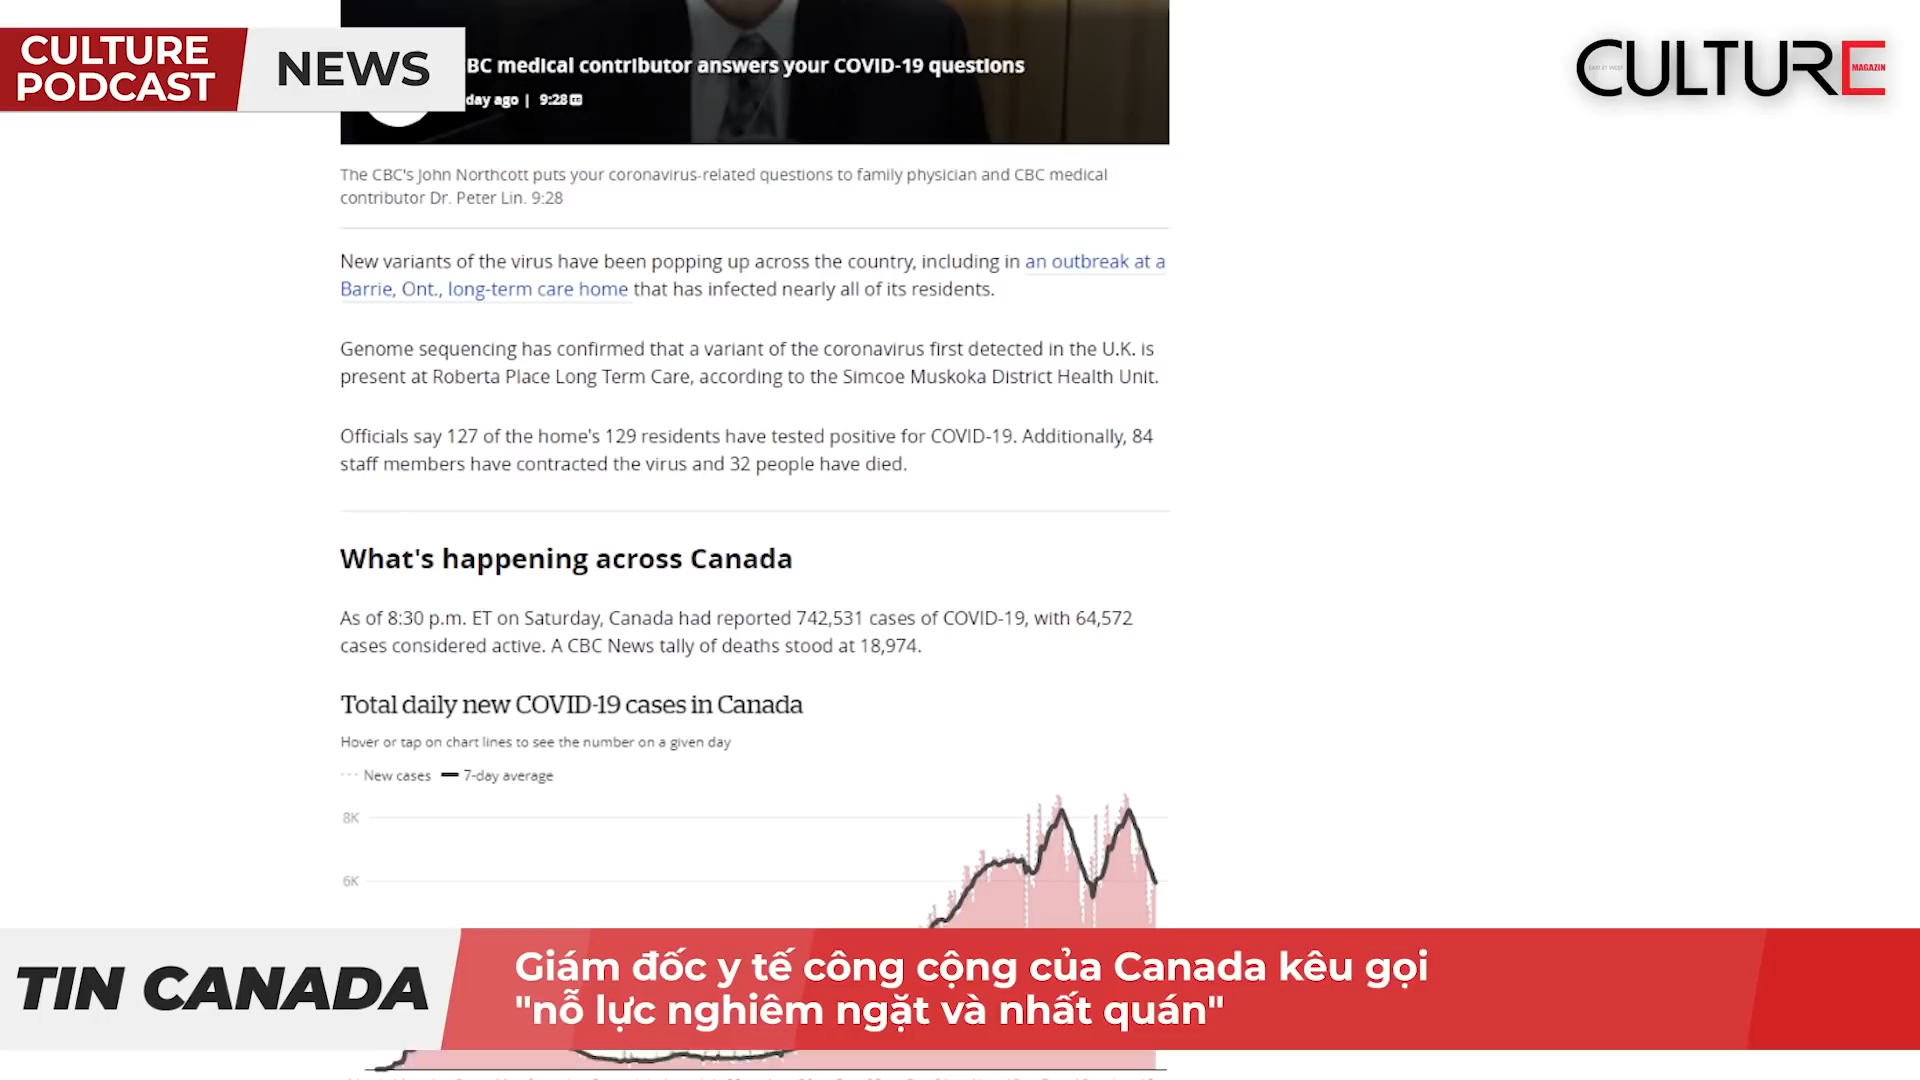 CULTURE
PODCAST
NEWS
BC medical contributor answers your COVID-19 questions
day ago | 9:28
CULTURE
EAST ET WEST
MAGAZIN
The CBC's John Northcott puts your coronavirus-related questions to family physician and CBC medical
contributor Dr. Peter Lin. 9:28
New variants of the virus have been popping up across the country, including in an outbreak at a
Barrie, Ont., long-term care home that has infected nearly all of its residents.
Genome sequencing has confirmed that a variant of the coronavirus first detected in the U.K. is
present at Roberta Place Long Term Care, according to the Simcoe Muskoka District Health Unit.
Officials say 127 of the home's 129 residents have tested positive for COVID-19. Additionally, 84
staff members have contracted the virus and 32 people have died.
What's happening across Canada
As of 8:30 p.m. ET on Saturday, Canada had reported 742,531 cases of COVID-19, with 64,572
cases considered active. A CBC News tally of deaths stood at 18,974.
Total daily new COVID-19 cases in Canada
Hover or tap on chart lines to see the number on a given day
New cases 7-day average
8K
6K
TIN CANADA
Giám đốc y tế công cộng của Canada kêu gọi
"nỗ lực nghiêm ngặt và nhất quán"